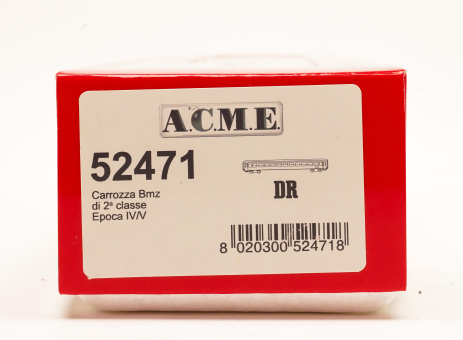 A.C.M.E.
52471
Carrozza Bmz
di 2ª classe
Epoca IV/V
DR
8 020300 524718